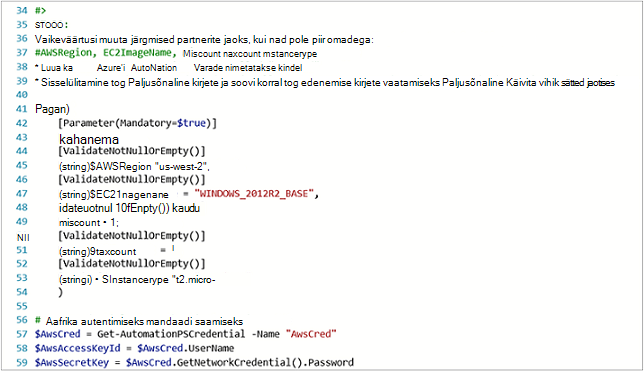 34 #>
35 STOOO:
36 Vaikeväärtusi muuta järgmised partnerite jaoks, kui nad pole piir omadega:
37 #AWSRegion, EC2ImageName, Miscount naxcount mstancerype
38 * Luua ka Azure'i AutoNation Varade nimetatakse kindel
39 * Sisselülitamine tog Paljusõnaline kirjete ja soovi korral tog edenemise kirjete vaatamiseks Paljusõnaline Käivita vihik sätted jaotises
40
41 Pagan)
42 [Parameter(Mandatory=$true)]
43 kahanema
44 [ValidateNotNullOrEmpty()]
45 (string)$AWSRegion "us-west-2",
46 [ValidateNotNullOrEmpty()]
47 (string)$EC21nagenane = "WINDOWS_2012R2_BASE",
48 idateuotnul 10fEnpty()) kaudu
49 miscount • 1;
NII [ValidateNotNullOrEmpty()]
51 (string)9taxcount = I
52 [ValidateNotNullOrEmpty()]
53 (stringi) • SInstancerype "t2.micro-
54 )
55
56 # Aafrika autentimiseks mandaadi saamiseks
57 $AwsCred = Get-AutomationPSCredential -Name "AwsCred"
58 $AwsAccessKeyId = $AwsCred.UserName
59 $AwsSecretKey = $AwsCred.GetNetworkCredential().Password